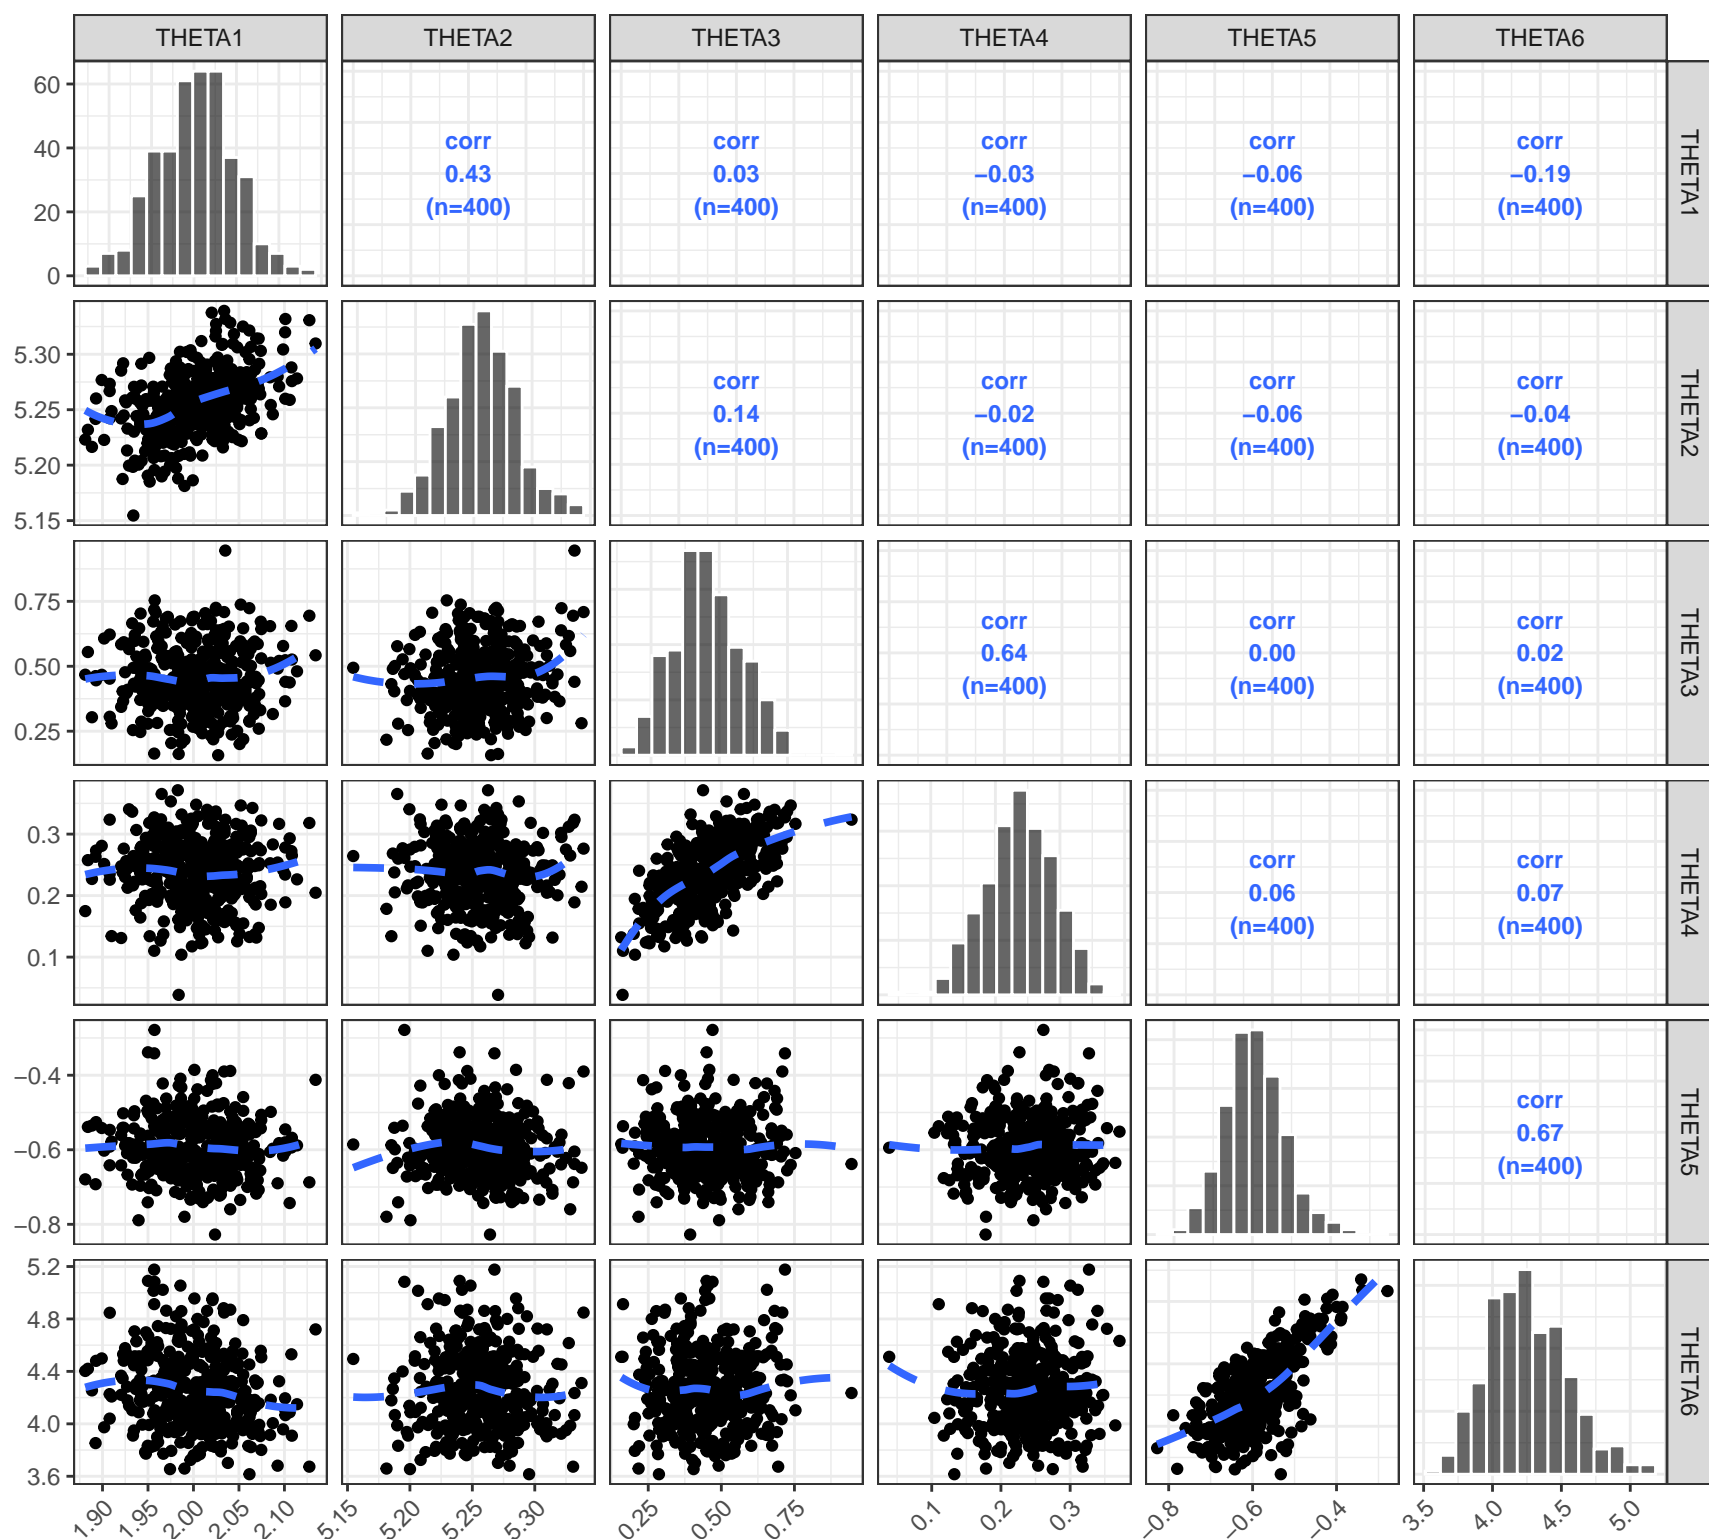 THETA1
THETA2
THETA3
THETA4
THETA5
THETA6
60
40
20
0
corr
0.43
(n=400)
corr
0.03
(n=400)
corr
−0.03
(n=400)
corr
−0.06
(n=400)
corr
−0.19
(n=400)
THETA1
5.30
5.25
5.20
5.15
corr
0.14
(n=400)
corr
−0.02
(n=400)
corr
−0.06
(n=400)
corr
−0.04
(n=400)
THETA2
0.75
0.50
0.25
corr
0.64
(n=400)
corr
0.00
(n=400)
corr
0.02
(n=400)
THETA3
0.3
0.2
0.1
corr
0.06
(n=400)
corr
0.07
(n=400)
THETA4
−0.4
−0.6
−0.8
corr
0.67
(n=400)
THETA5
5.2
4.8
4.4
4.0
3.6
THETA6
1.90
1.95
2.00
2.05
2.10
5.15
5.20
5.25
5.30
0.25
0.50
0.75
0.1
0.2
0.3
−0.8
−0.6
−0.4
3.5
4.0
4.5
5.0